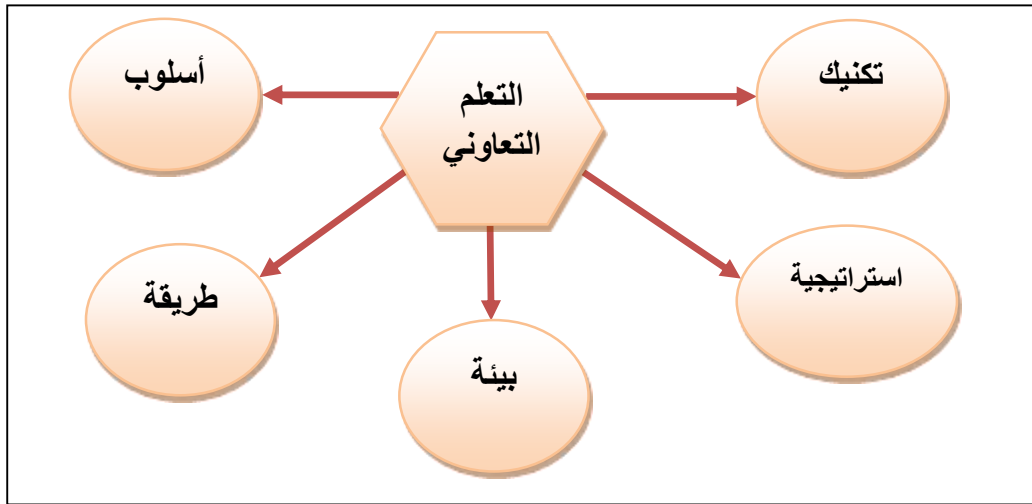 التعلم
التعاوني
تكنيك
أسلوب
استراتيجية
طريقة
بيئة